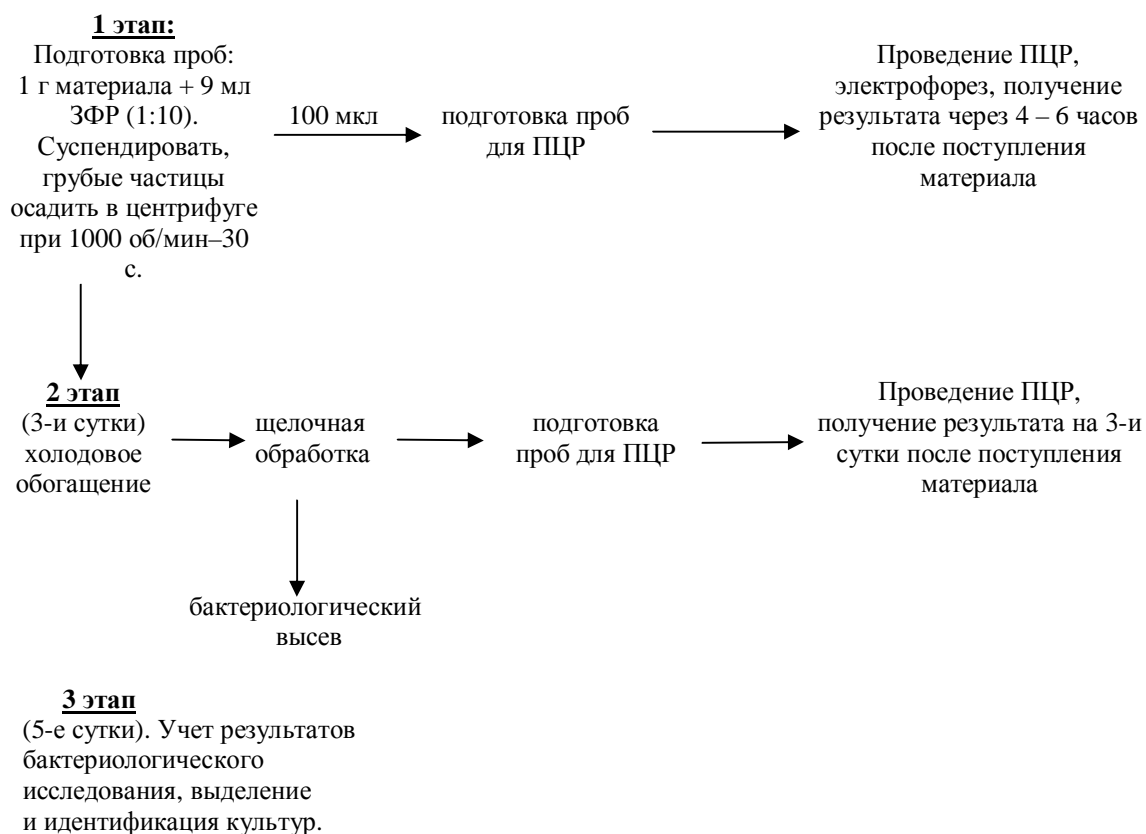 1 этап:
Подготовка проб:
1 г материала + 9 мл
ЗФР (1:10).
Суспендировать,
грубые частицы
осадить в центрифуге
при 1000 об/мин–30
с.
100 мкл
подготовка проб
для ПЦР
Проведение ПЦР,
электрофорез, получение
результата через 4 – 6 часов
после поступления
материала
2 этап
(3-и сутки)
холодовое
обогащение
щелочная
обработка
подготовка
проб для ПЦР
Проведение ПЦР,
получение результата на 3-и
сутки после поступления
материала
бактериологический
высев
3 этап
(5-е сутки). Учет результатов
бактериологического
исследования, выделение
и идентификация культур.